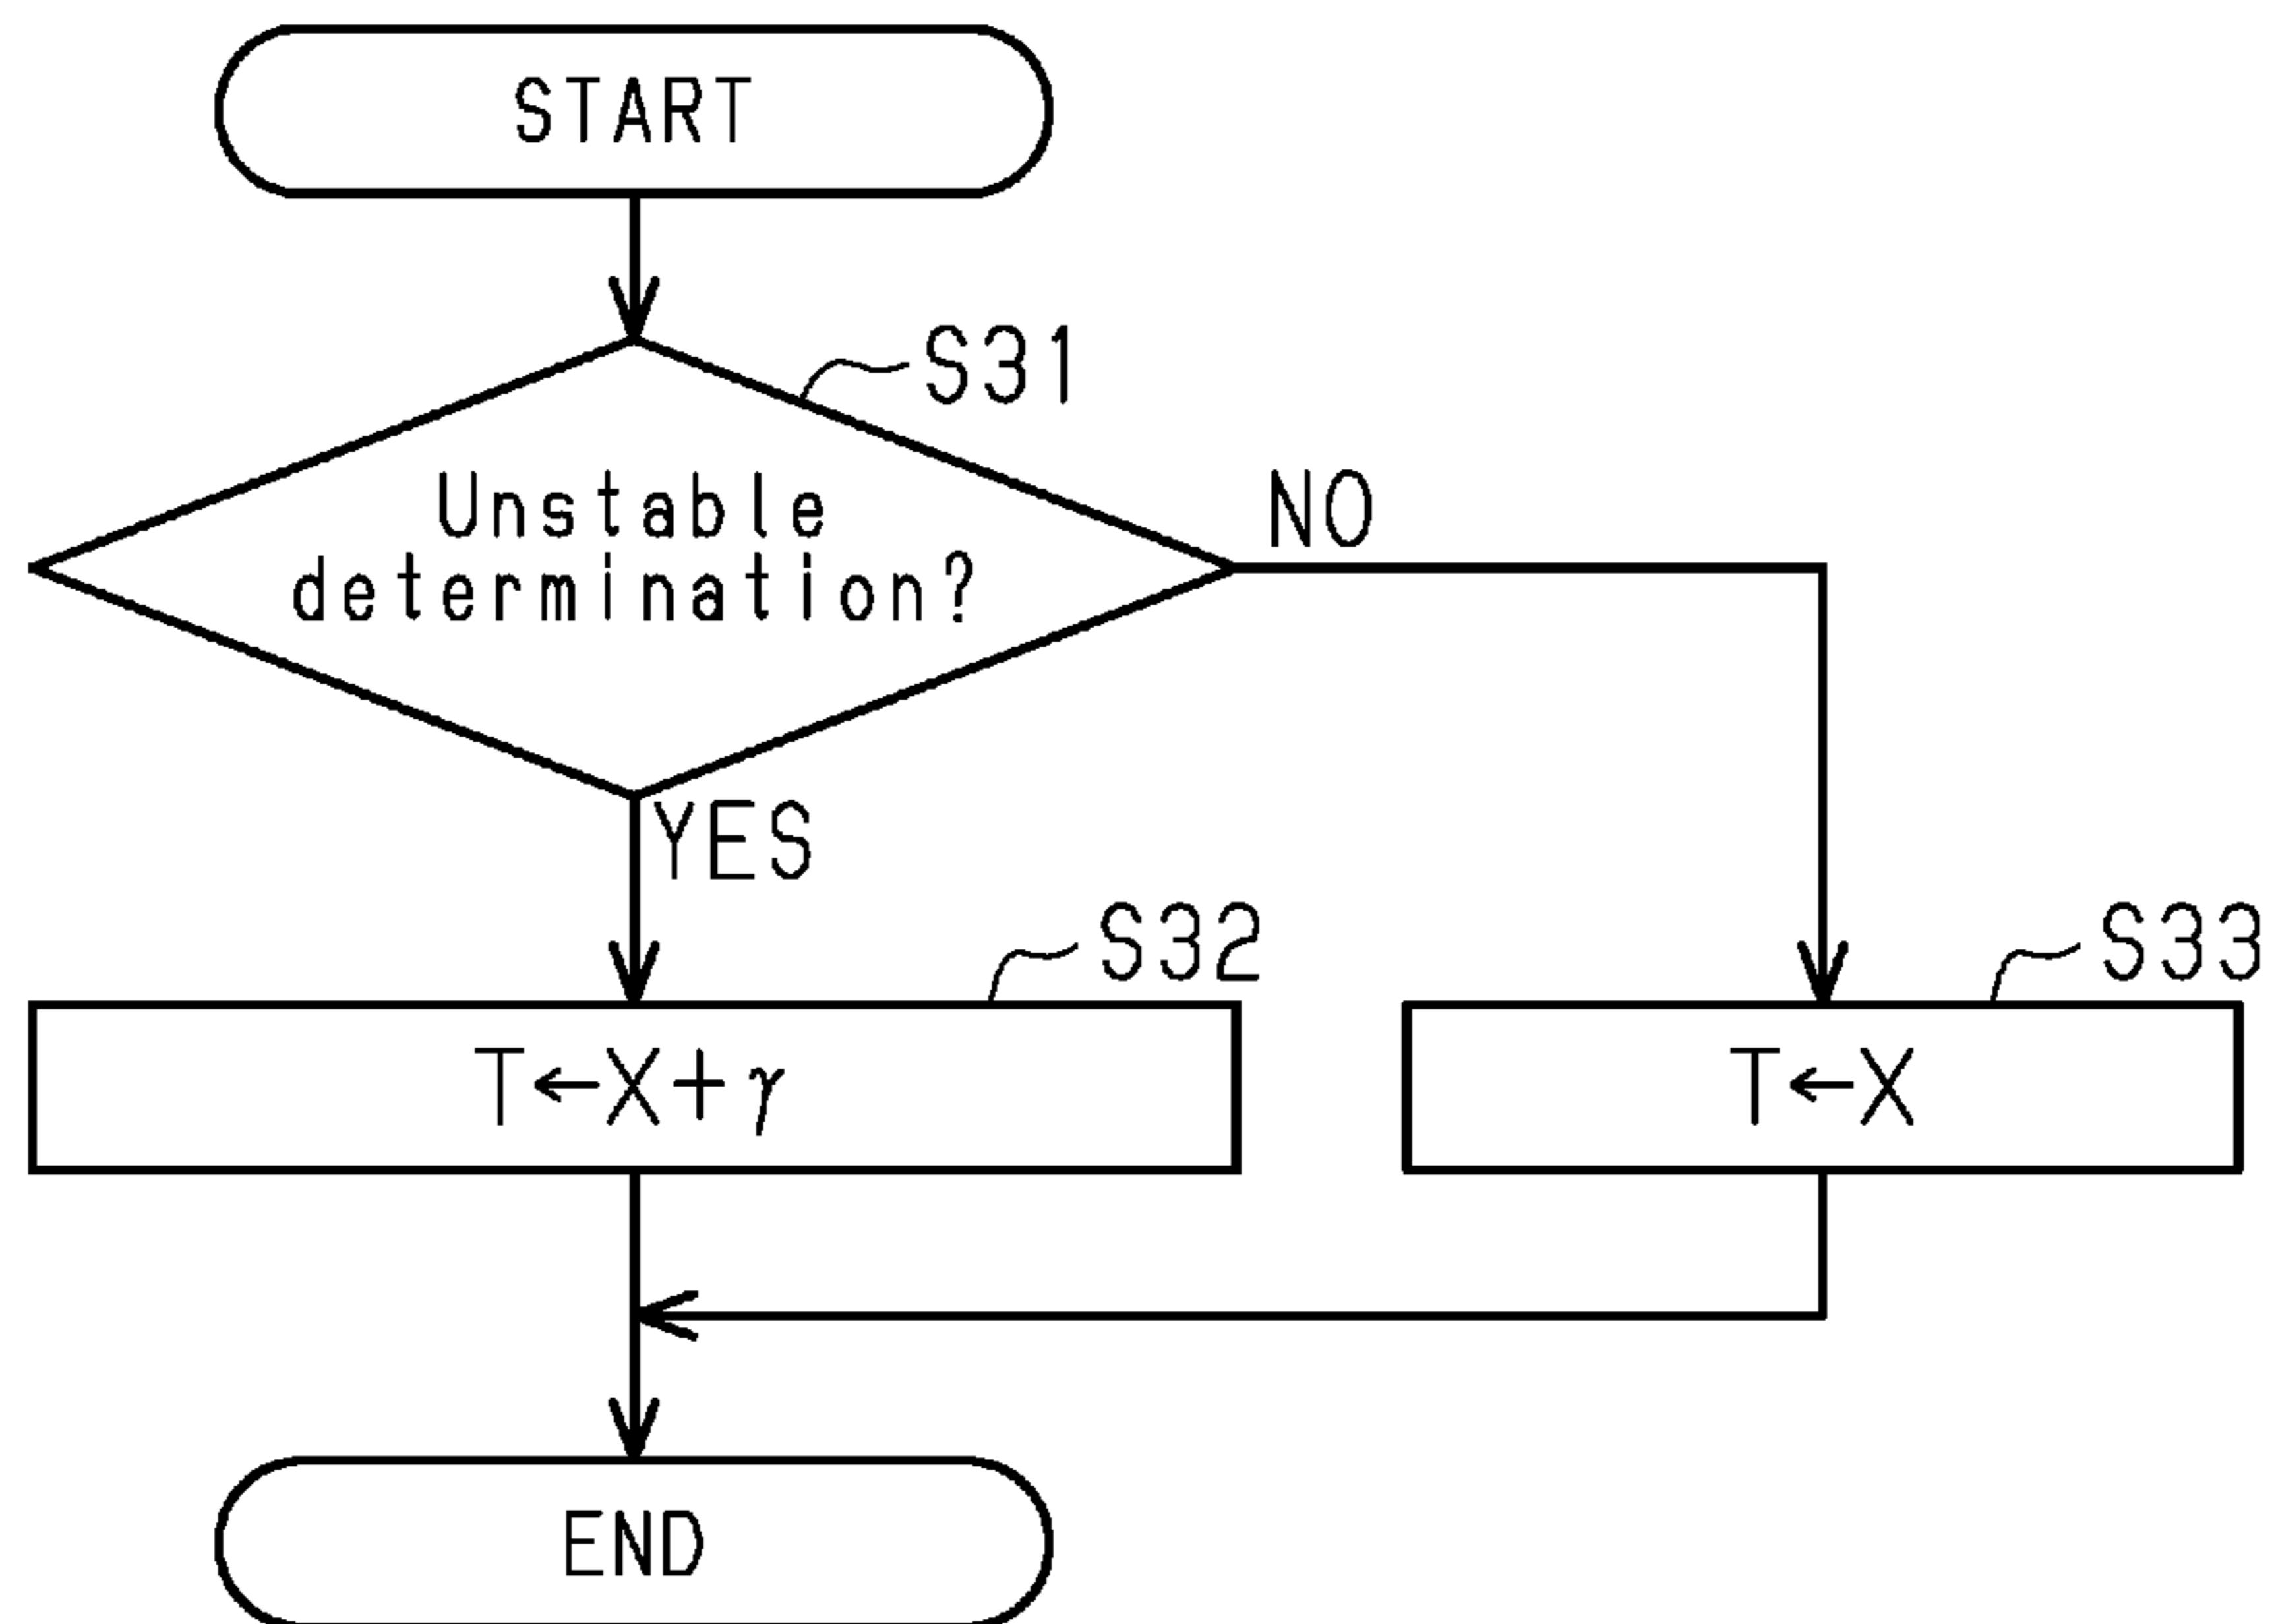 START
S31
Unstable
determination?
NO
YES
S32
S33
T←X+γ
T←X
END